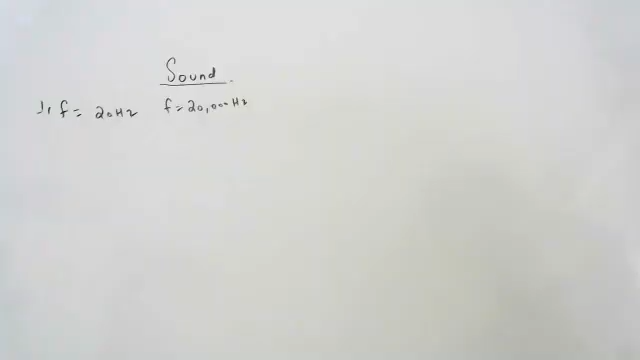 Sound
1, f = 20Hz f = 20,000 Hz